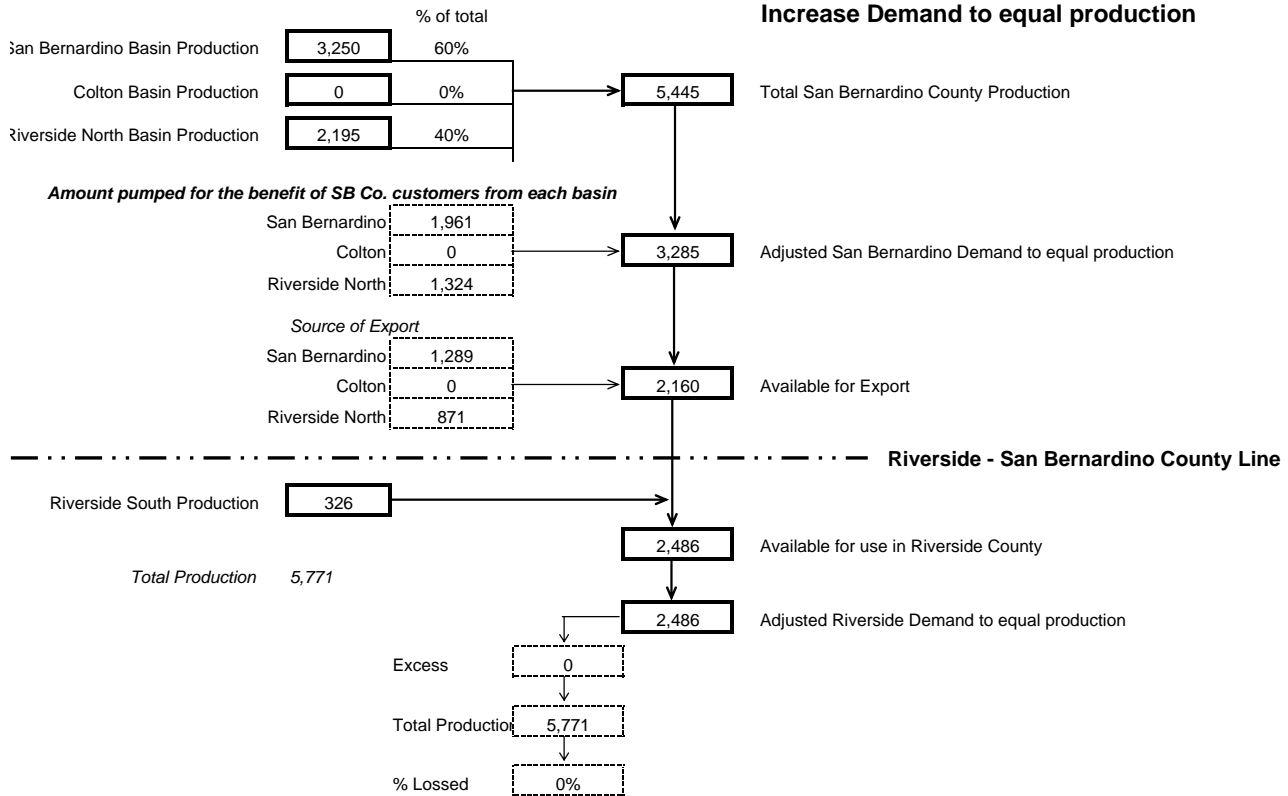 % of total
Increase Demand to equal production
San Bernardino Basin Production 3,250 60%
Colton Basin Production 0 0% 5,445 Total San Bernardino County Production
Riverside North Basin Production 2,195 40%
Amount pumped for the benefit of SB Co. customers from each basin
San Bernardino 1,961
Colton 0 3,285 Adjusted San Bernardino Demand to equal production
Riverside North 1,324
Source of Export
San Bernardino 1,289
Colton 0 2,160 Available for Export
Riverside North 871
Riverside - San Bernardino County Line
Riverside South Production 326
2,486 Available for use in Riverside County
Total Production 5,771
2,486 Adjusted Riverside Demand to equal production
Excess 0
Total Production 5,771
% Lossed 0%